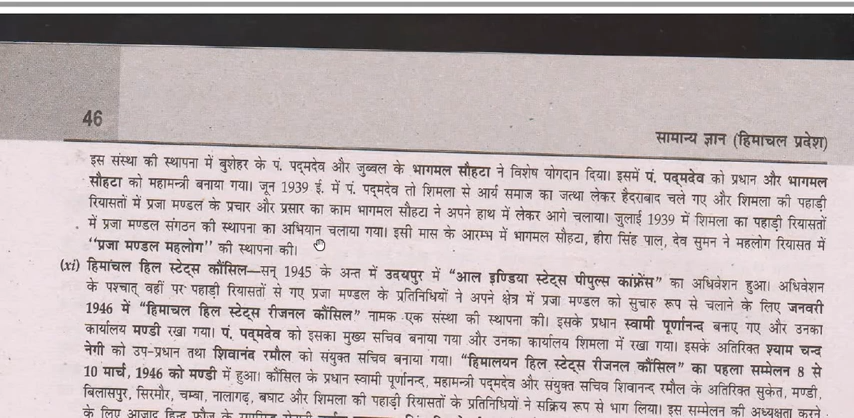 46
सामान्य ज्ञान (हिमाचल प्रदेश)
इस संस्था की स्थापना में बुशेहर के पं. पद्मदेव और जुब्बल के भागमल सौहटा ने विशेष योगदान दिया। इसमें पं. पद्मदेव को प्रधान और भागमल
सौहटा को महामन्त्री बनाया गया। जून 1939 ई. में पं. पद्मदेव तो शिमला से आर्य समाज का जत्था लेकर हैदराबाद चले गए और शिमला की पहाड़ी
रियासतों में प्रजा मण्डल के प्रचार और प्रसार का काम भागमल सौहटा ने अपने हाथ में लेकर आगे चलाया। जुलाई 1939 में शिमला का पहाड़ी रियासतों
में प्रजा मण्डल संगठन की स्थापना का अभियान चलाया गया। इसी मास के आरम्भ में भागमल सौहटा, हीरा सिंह पाल, देव सुमन ने महलोग रियासत में
“प्रजा मण्डल महलोग” की स्थापना की।
(xi) हिमांचल हिल स्टेट्स कौंसिल–सन् 1945 के अन्त में उदयपुर में “आल इण्डिया स्टेट्स पीपुल्स कांफ्रेंस” का अधिवेशन हुआ। अधिवेशन
के पश्चात् वहीं पर पहाड़ी रियासतों से गए प्रजा मण्डल के प्रतिनिधियों ने अपने क्षेत्र में प्रजा मण्डल को सुचारु रूप से चलाने के लिए जनवरी
1946 में “हिमाचल हिल स्टेट्स रीजनल कौंसिल” नामक एक संस्था की स्थापना की। इसके प्रधान स्वामी पूर्णानन्द बनाए गए और उनका
कार्यालय मण्डी रखा गया। पं. पद्मदेव को इसका मुख्य सचिव बनाया गया और उनका कार्यालय शिमला में रखा गया। इसके अतिरिक्त श्याम चन्द
नेगी को उप-प्रधान तथा शिवानंद रमौल को संयुक्त सचिव बनाया गया। “हिमालयन हिल स्टेट्स रीजनल कौंसिल” का पहला सम्मेलन 8 से
10 मार्च, 1946 को मण्डी में हुआ। कौंसिल के प्रधान स्वामी पूर्णानन्द, महामन्त्री पद्मदेव और संयुक्त सचिव शिवानन्द रमौल के अतिरिक्त सुकेत, मण्डी,
बिलासपुर, सिरमौर, चम्बा, नालागढ़, बघाट और शिमला की पहाड़ी रियासतों के प्रतिनिधियों ने सक्रिय रूप से भाग लिया। इस सम्मेलन की अध्यक्षता करने
के लिए आजाद हिन्द फौज के